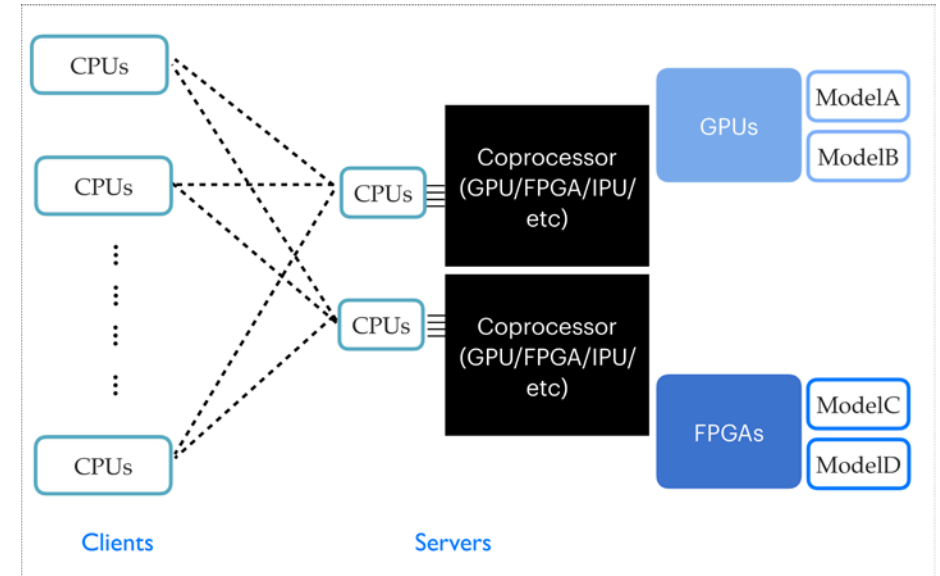 CPUs
CPUs
CPUs
Clients
CPUs
CPUs
Servers
Coprocessor
(GPU/FPGA/IPU/
etc)
Coprocessor
(GPU/FPGA/IPU/
etc)
GPUs
ModelA
ModelB
FPGAs
ModelC
ModelD